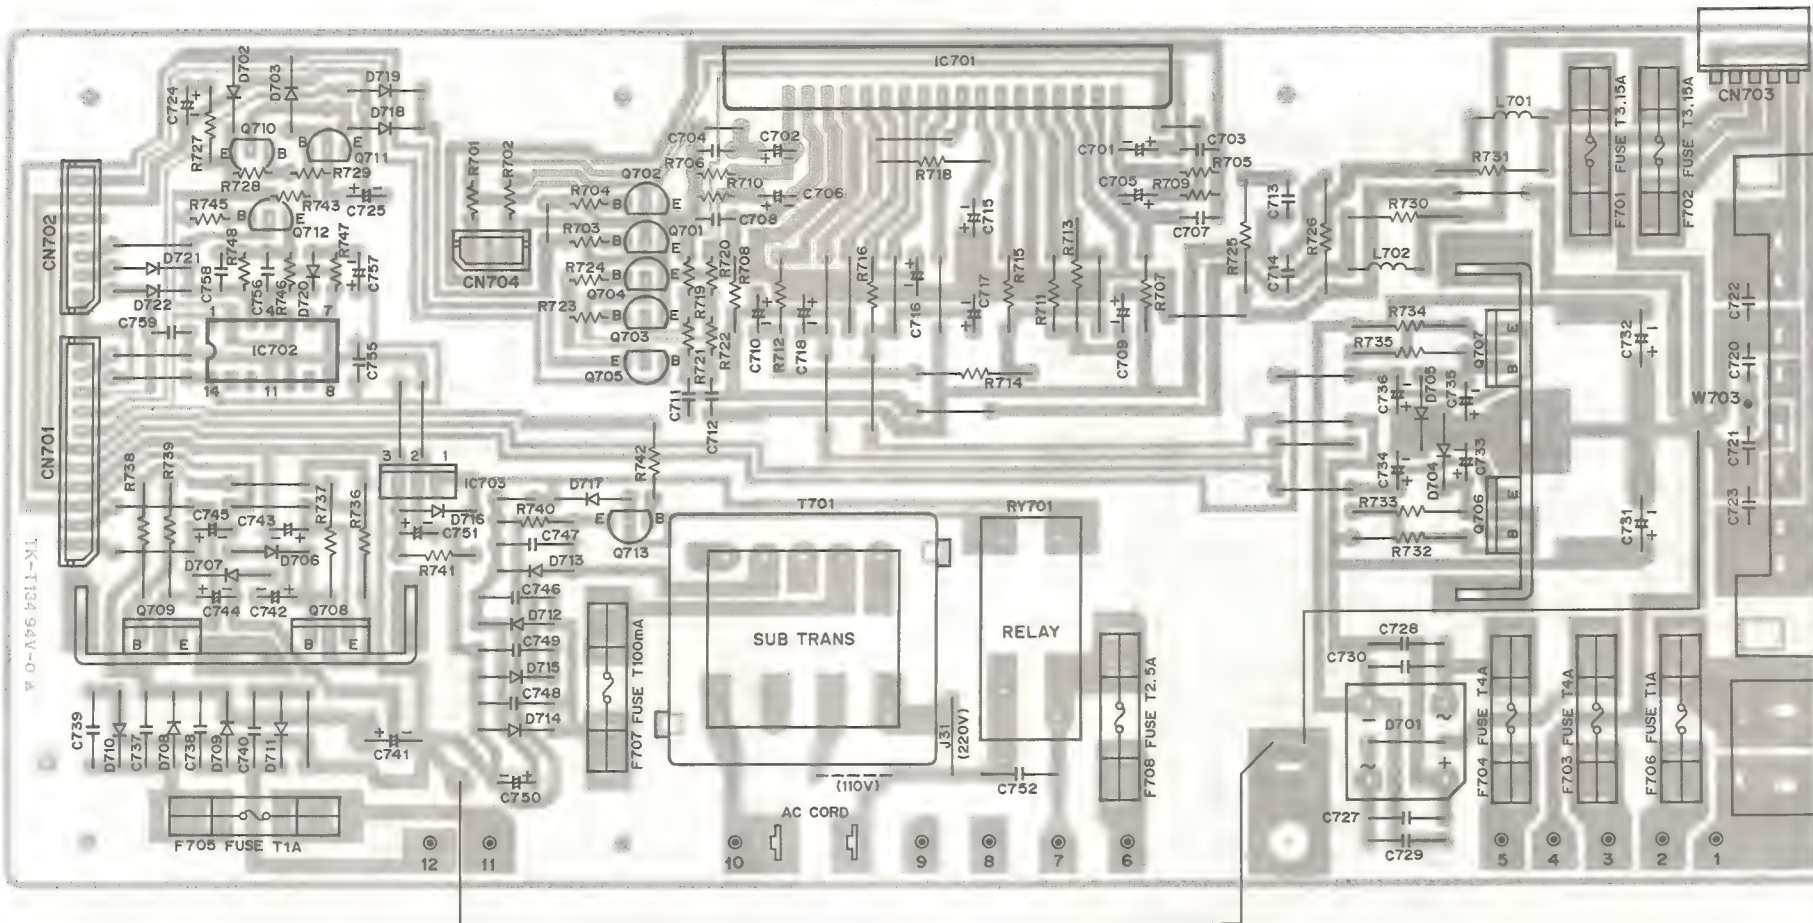 IC701
CN703
D702
D703
D719
D718
C724
R727
Q710
E
B
B
E
Q711
R728
R729
R745
R743
C725
B
E
Q712
CN702
D721
D722
C758
R748
C756
R746
D720
R747
C757
1
4
7
C759
IC702
C755
14
11
8
CN701
R701
R702
CN704
Q702
R704
B
E
R703
Q701
B
E
R724
B
E
Q704
R723
B
E
Q703
E
B
Q705
C704
C702
R706
R710
C706
C708
R720
R708
R719
R721
R722
C710
R712
C718
C711
C712
R716
C716
R718
C715
C717
R715
R714
R711
R713
C709
R707
C701
C703
R705
C705
R709
C707
R725
C713
C714
R726
L701
R731
R730
L702
F701 FUSE T3.15A
F702 FUSE T3.15A
R734
R735
Q707
E
B
C736
D705
C735
C734
D704
C733
R733
R732
Q706
E
B
C732
C731
W703
C722
C720
C721
C723
3
2
1
IC703
R738
R739
R737
R736
C745
C743
D706
D707
C744
C742
Q709
B
E
Q708
B
E
D716
C751
R741
R742
D717
R740
E
B
Q713
C747
D713
C746
D712
C749
D715
C748
D714
C750
TK-T134 94V-0
C739
D710
C737
D708
C738
D709
C740
D711
C741
F705 FUSE T1A
F707 FUSE T100mA
T701
SUB TRANS
J31
(220V)
(110V)
AC CORD
RY701
RELAY
C752
F708 FUSE T2.5A
C728
C730
D701
−
~
~
+
C727
C729
F704 FUSE T4A
F703 FUSE T4A
F706 FUSE T1A
12
11
10
9
8
7
6
5
4
3
2
1